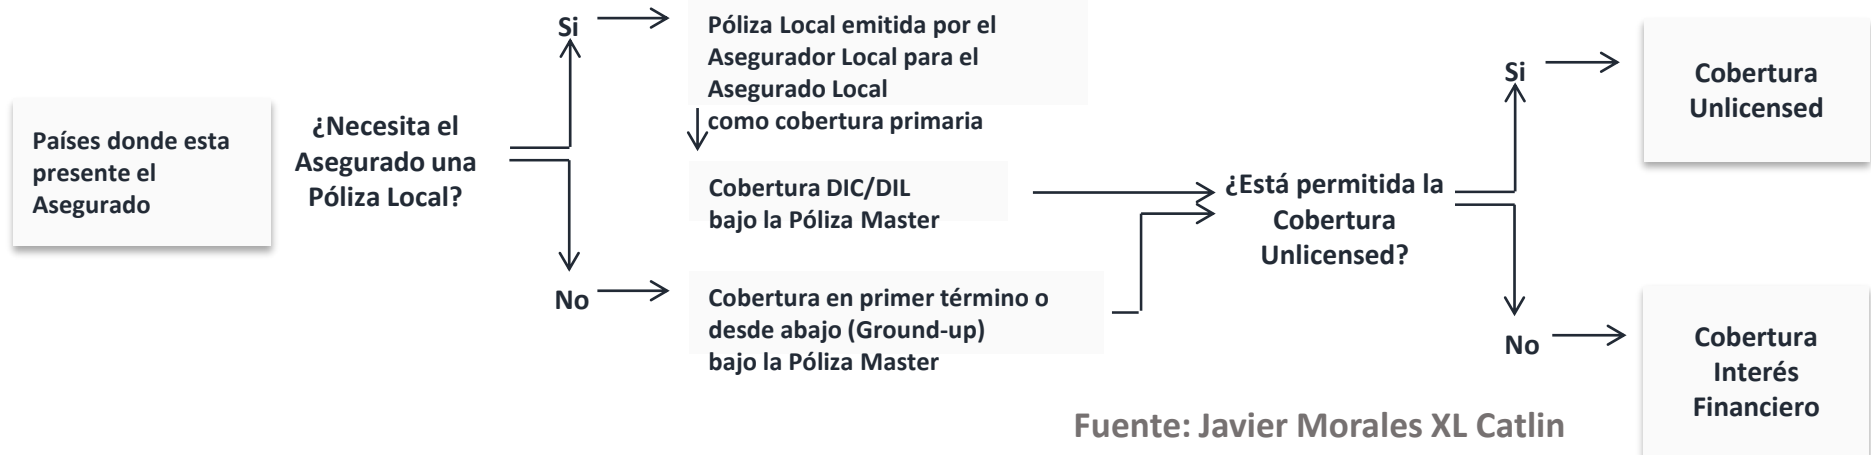 Países donde esta
presente el
Asegurado
¿Necesita el
Asegurado una
Póliza Local?
Si
Póliza Local emitida por el
Asegurador Local para el
Asegurado Local
como cobertura primaria
Cobertura DIC/DIL
bajo la Póliza Master
No
Cobertura en primer término o
desde abajo (Ground-up)
bajo la Póliza Master
¿Está permitida la
Cobertura
Unlicensed?
Si
Cobertura
Unlicensed
No
Cobertura
Interés
Financiero
Fuente: Javier Morales XL Catlin